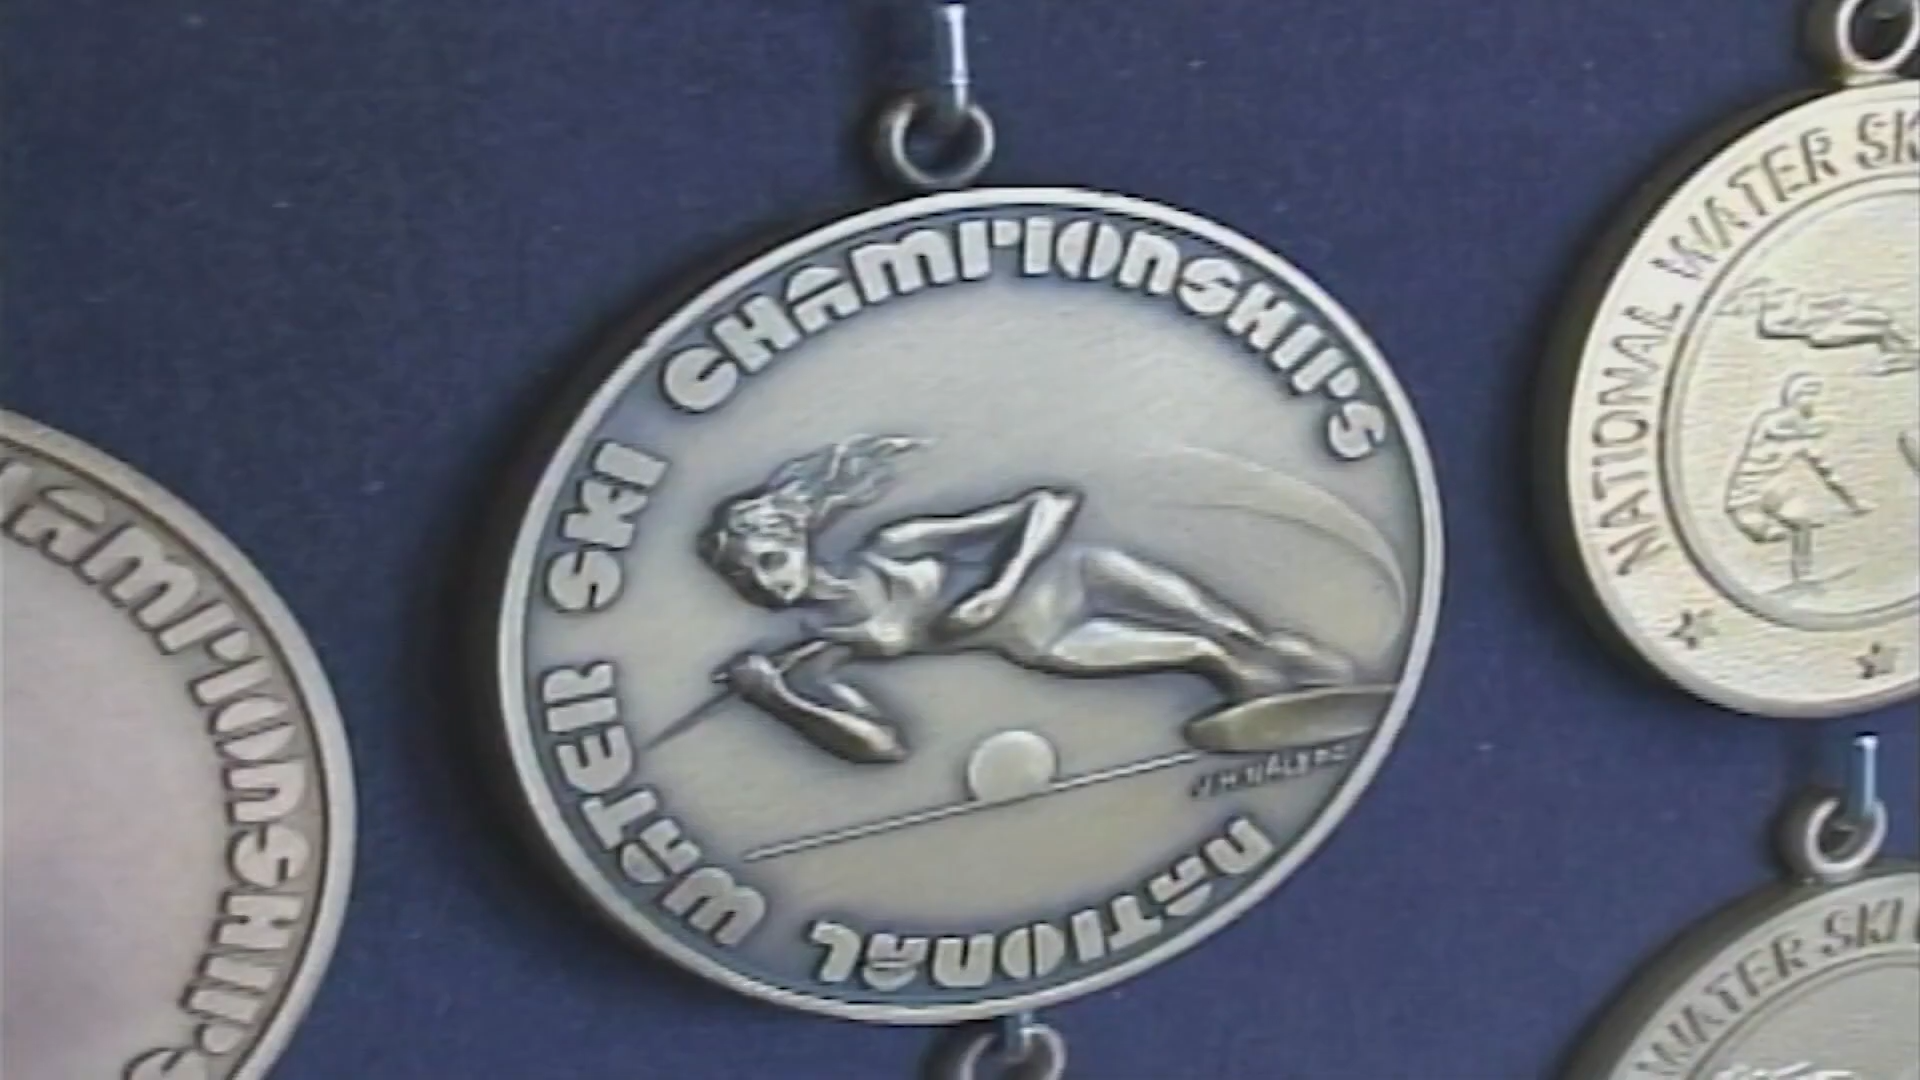 NATIONAL WATER SKI CHAMPIONSHIPS
NATIONAL WATER SKI
WATER SKI
CHAMPIONSHIPS